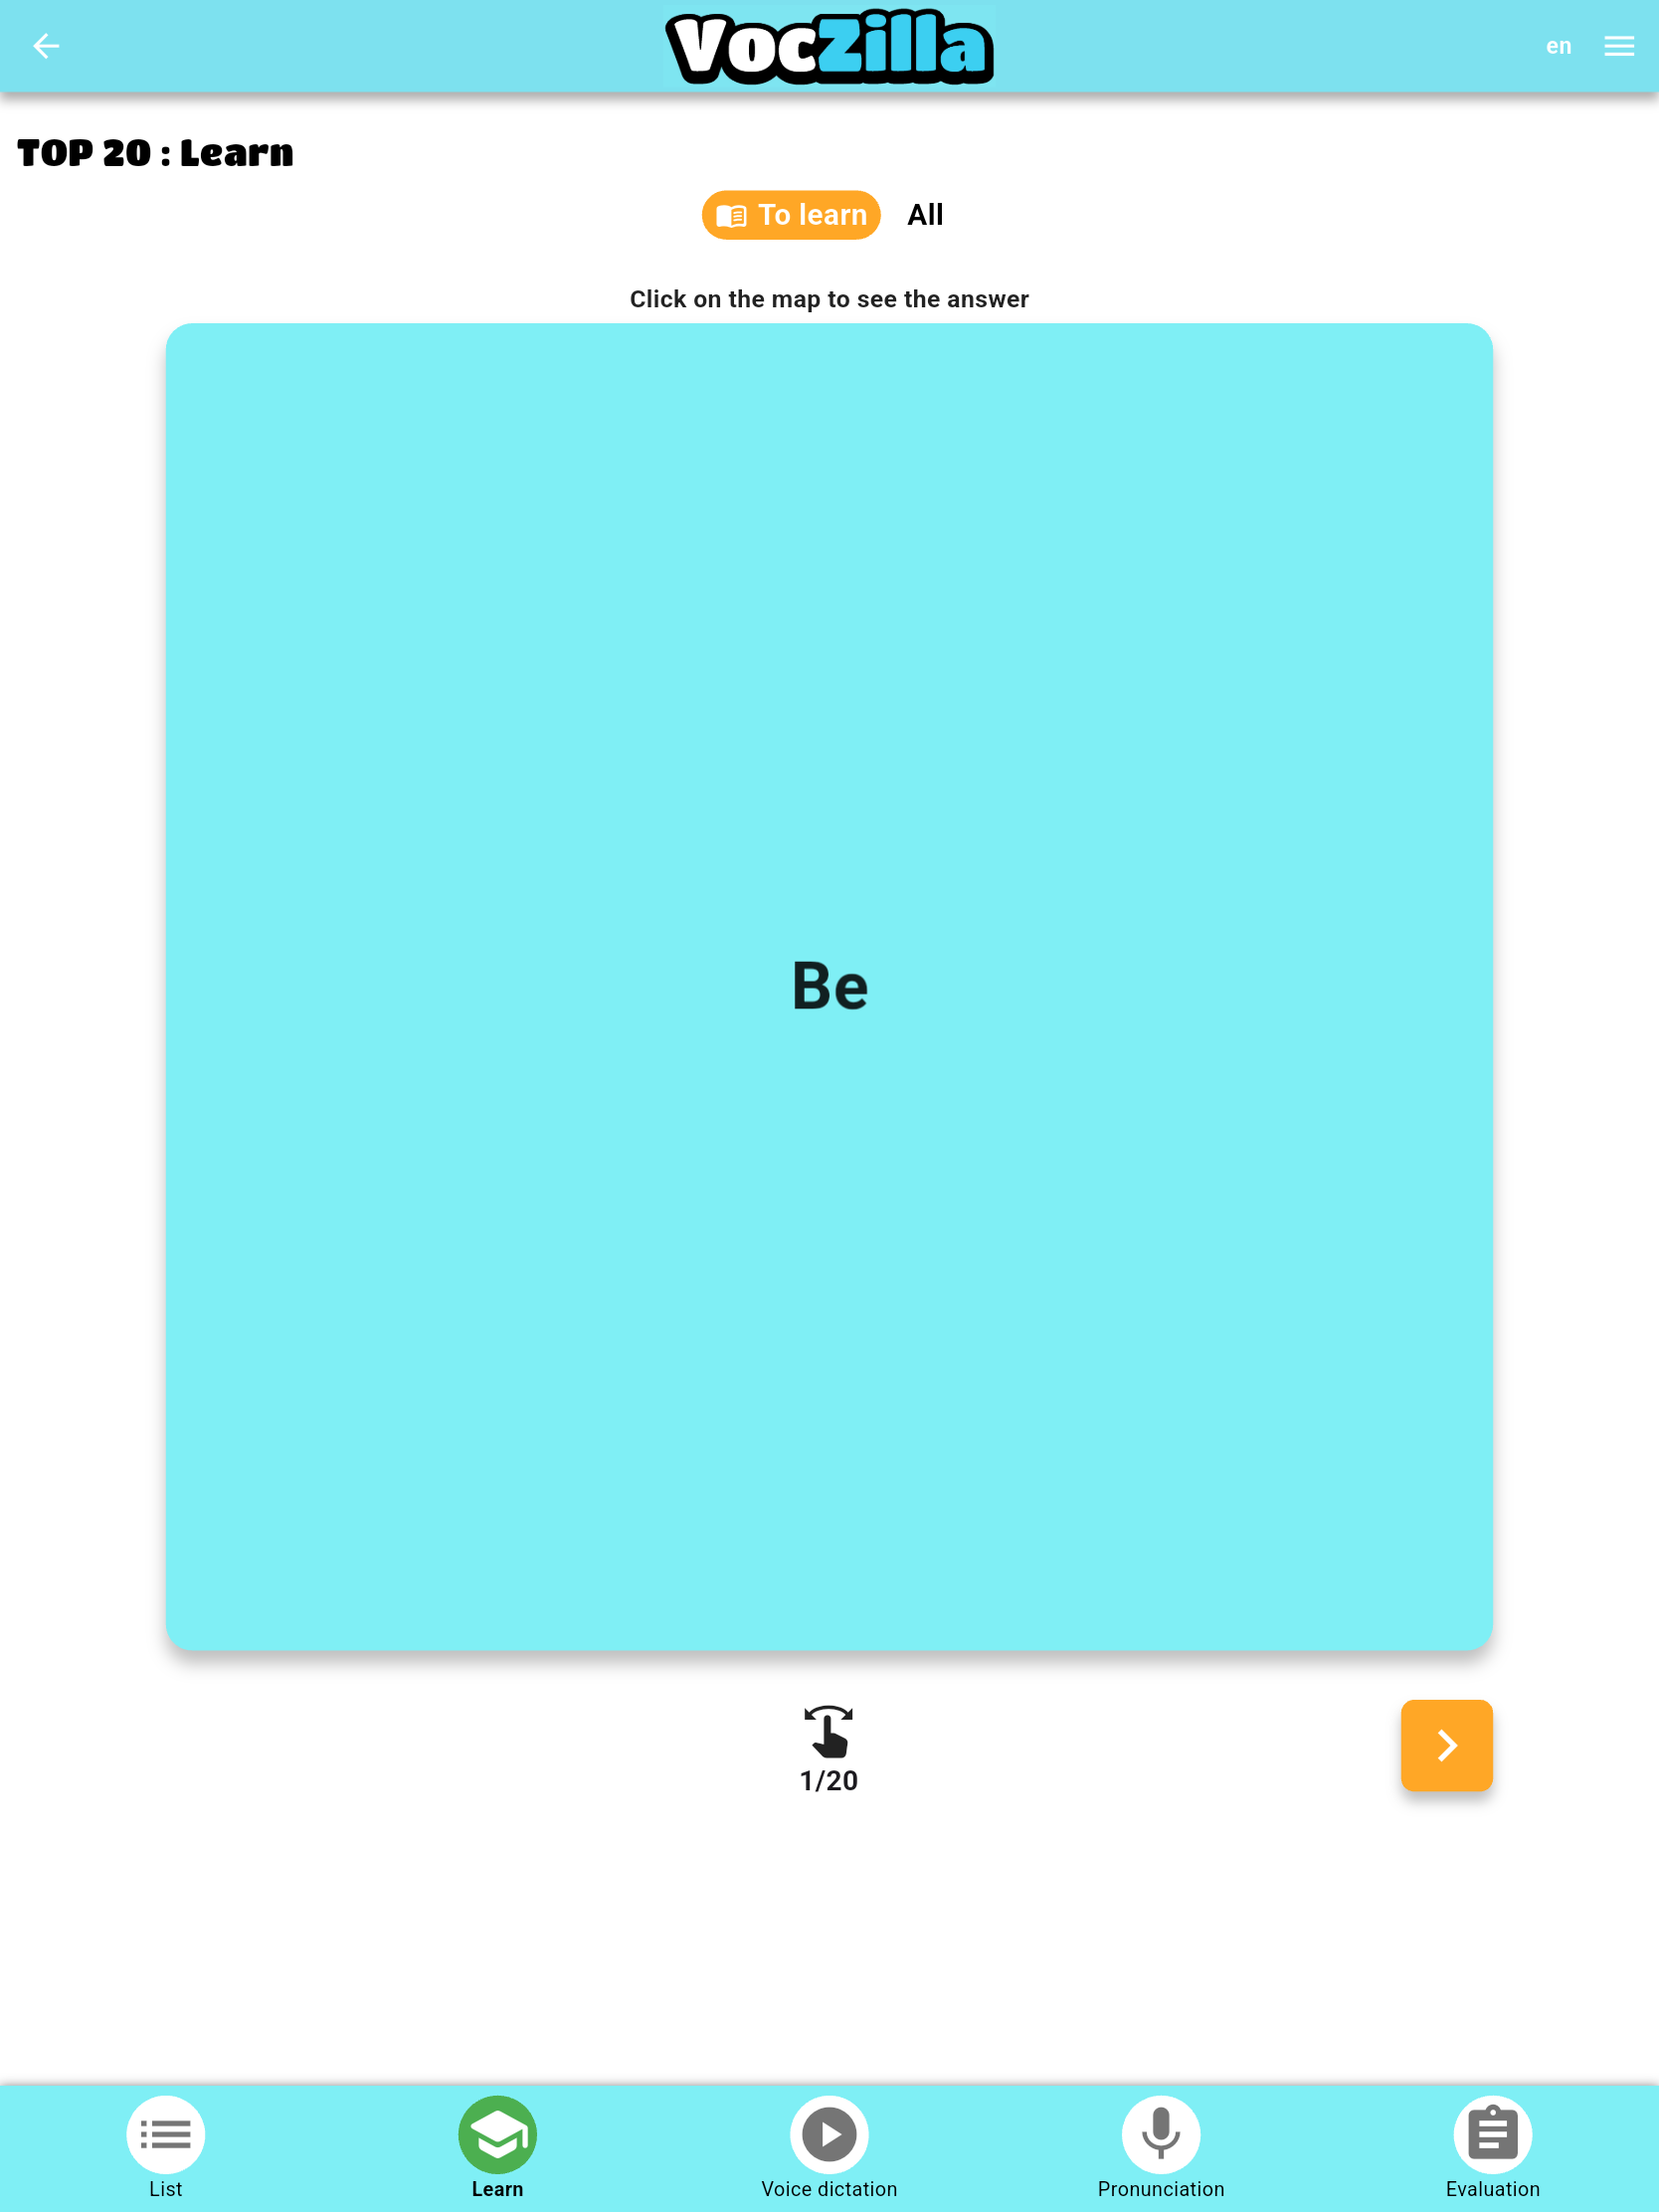 VocZilla
en
TOP 20 : Learn
To learn
All
Click on the map to see the answer
Be
1/20
List
Learn
Voice dictation
Pronunciation
Evaluation